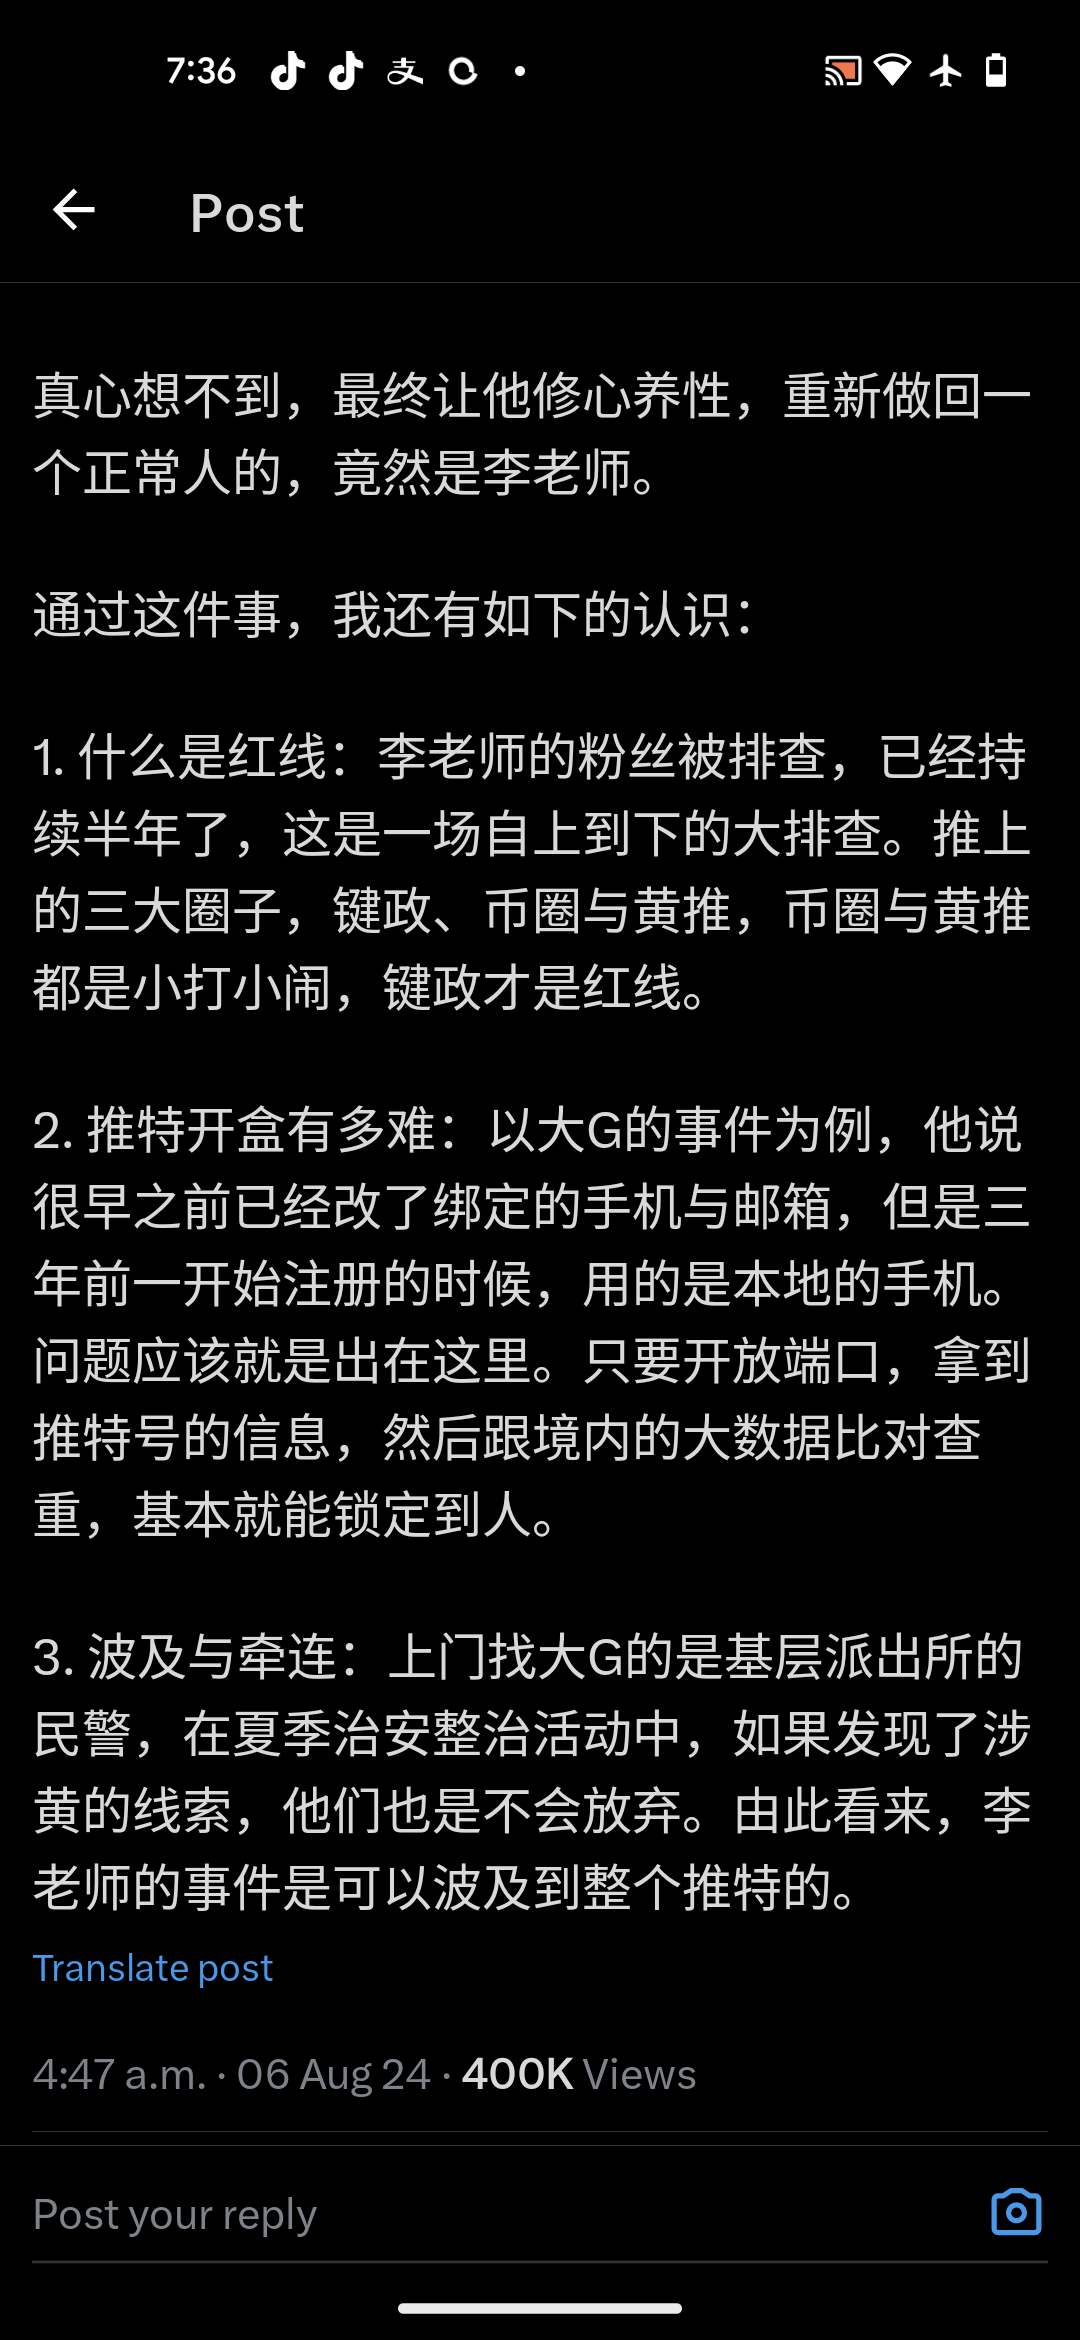 7:36
Post
真心想不到，最终让他修心养性，重新做回一
个正常人的，竟然是李老师。
通过这件事，我还有如下的认识：
1. 什么是红线：李老师的粉丝被排查，已经持
续半年了，这是一场自上到下的大排查。推上
的三大圈子，键政、币圈与黄推，币圈与黄推
都是小打小闹，键政才是红线。
2. 推特开盒有多难：以大G的事件为例，他说
很早之前已经改了绑定的手机与邮箱，但是三
年前一开始注册的时候，用的是本地的手机。
问题应该就是出在这里。只要开放端口，拿到
推特号的信息，然后跟境内的大数据比对查
重，基本就能锁定到人。
3. 波及与牵连：上门找大G的是基层派出所的
民警，在夏季治安整治活动中，如果发现了涉
黄的线索，他们也是不会放弃。由此看来，李
老师的事件是可以波及到整个推特的。
Translate post
4:47 a.m. · 06 Aug 24 · 400K Views
Post your reply